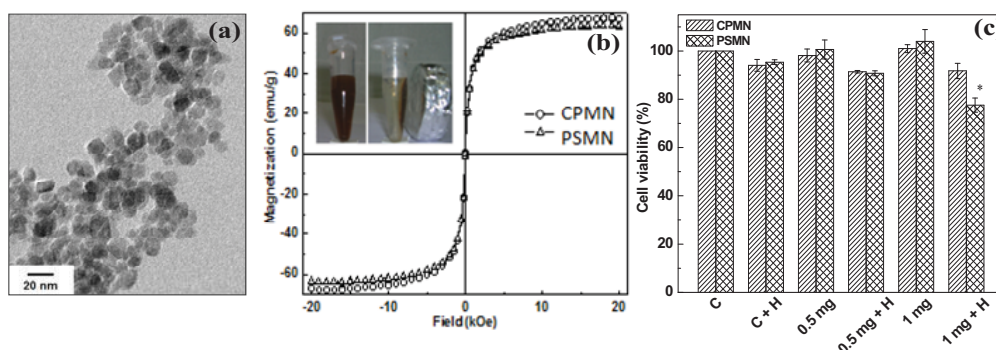 (a)
20 nm
(b)
Magnetization (emu/g)
60
40
20
0
-20
-40
-60
-20
-10
0
10
20
Field (kOe)
CPMN
PSMN
(c)
CPMN
PSMN
Cell viability (%)
100
80
60
40
20
0
*
C
C + H
0.5 mg
0.5 mg + H
1 mg
1 mg + H